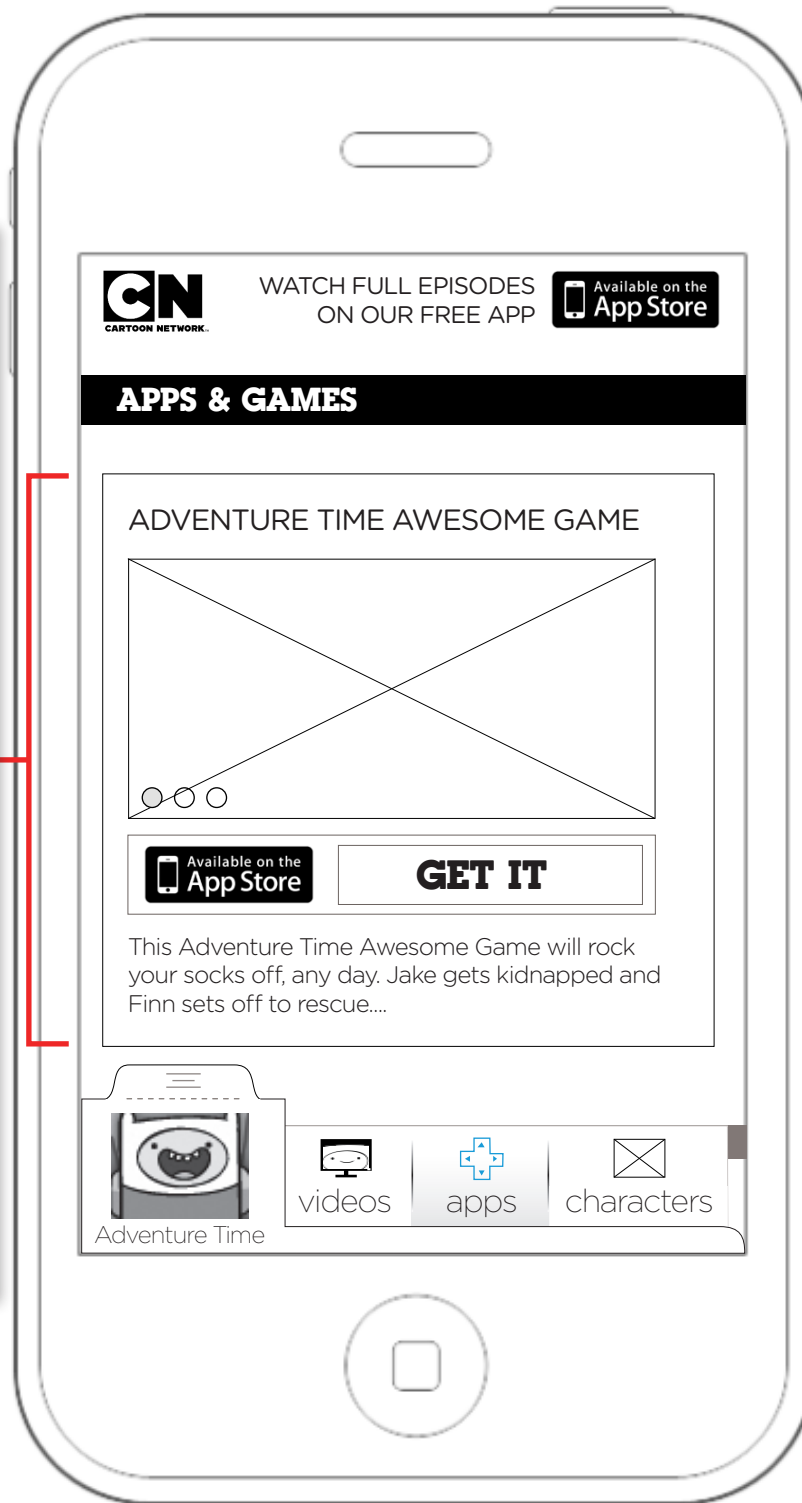 CN
CARTOON NETWORK™
WATCH FULL EPISODES
ON OUR FREE APP
Available on the
App Store
APPS & GAMES
ADVENTURE TIME AWESOME GAME
Available on the
App Store
GET IT
This Adventure Time Awesome Game will rock
your socks off, any day. Jake gets kidnapped and
Finn sets off to rescue....
Adventure Time
videos
apps
characters